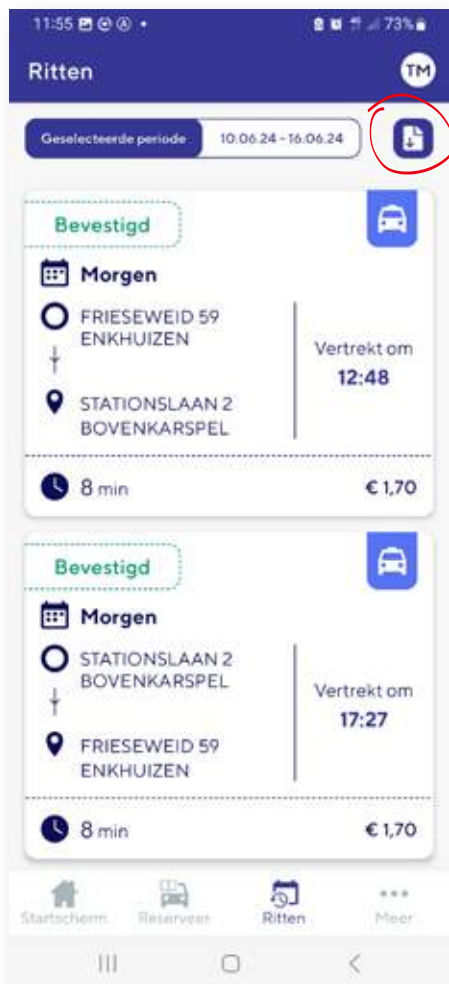 11:55
73%
Ritten
TM
Geselecteerde periode 10.06.24 - 16.06.24
Bevestigd
Morgen
FRIESEWEID 59
ENKHUIZEN
STATIONSLAAN 2
BOVENKARSPEL
Vertrekt om
12:48
8 min € 1,70
Bevestigd
Morgen
STATIONSLAAN 2
BOVENKARSPEL
FRIESEWEID 59
ENKHUIZEN
Vertrekt om
17:27
8 min € 1,70
Startscherm Reserveer Ritten Meer